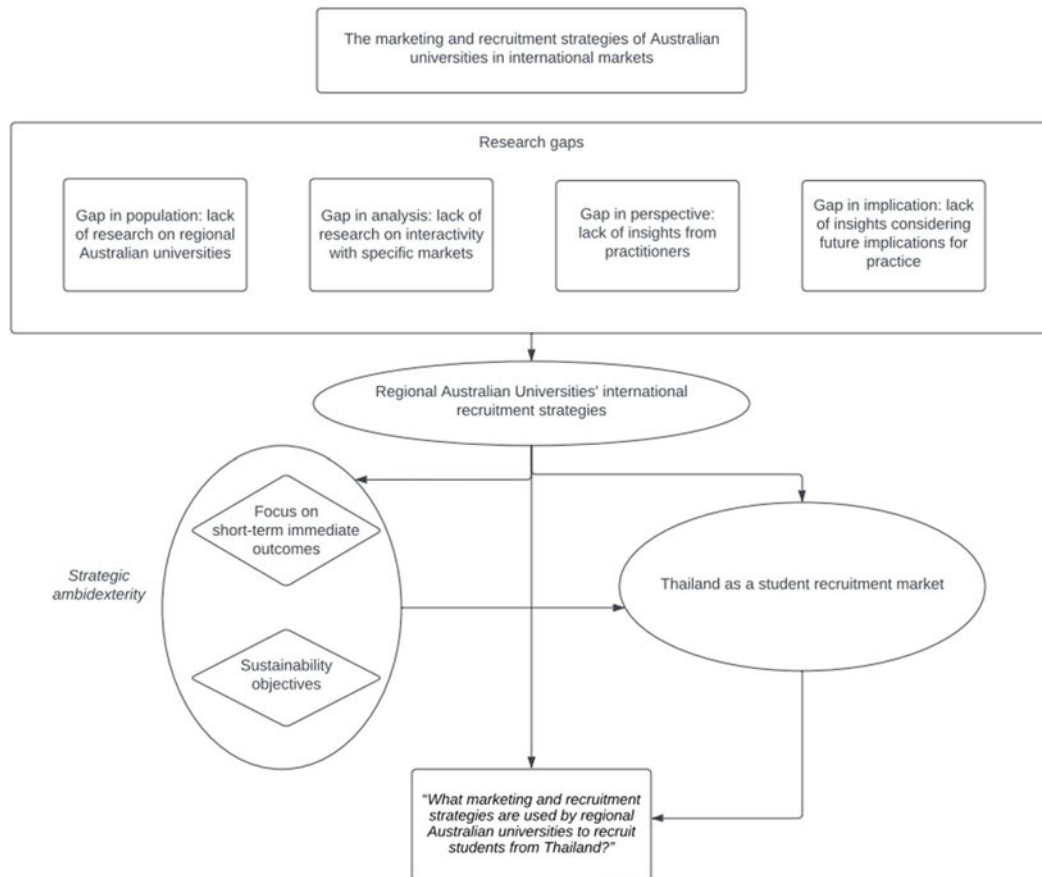 The marketing and recruitment strategies of Australian
universities in international markets
Research gaps
Gap in population: lack
of research on regional
Australian universities
Gap in analysis: lack of
research on interactivity
with specific markets
Gap in perspective:
lack of insights from
practitioners
Gap in implication: lack
of insights considering
future implications for
practice
Regional Australian Universities' international
recruitment strategies
Focus on
short-term immediate
outcomes
Strategic
ambidexterity
Thailand as a student recruitment market
Sustainability
objectives
“What marketing and recruitment
strategies are used by regional
Australian universities to recruit
students from Thailand?”